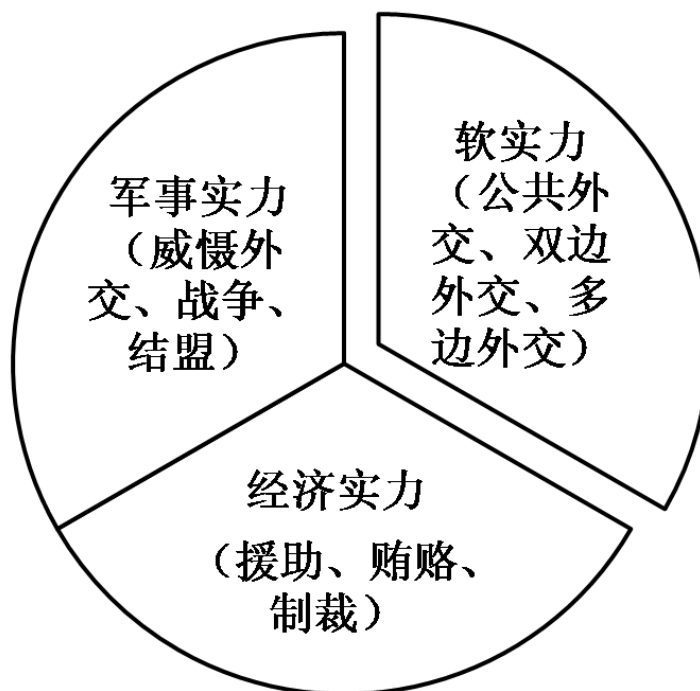 军事实力
（威慑外
交、战争、
结盟）
软实力
（公共外
交、双边
外交、多
边外交）
经济实力
（援助、贿赂、
制裁）